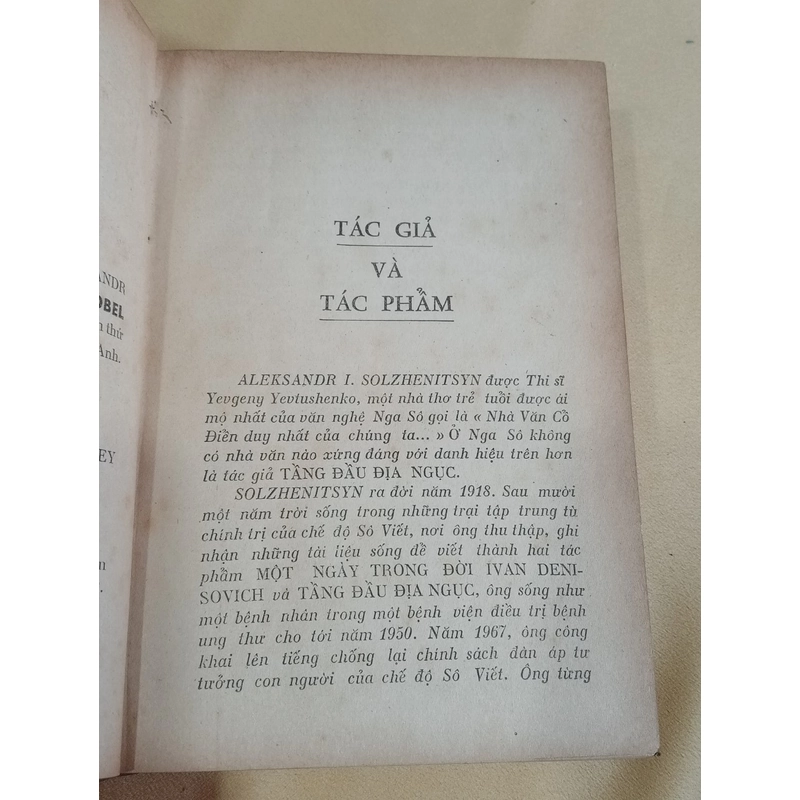 ANDR
OBEL
thứ
Anh.
EY
TÁC GIẢ
VÀ
TÁC PHẨM
ALEKSANDR I. SOLZHENITSYN được Thi sĩ
Yevgeny Yevtushenko, một nhà thơ trẻ tuổi được ái
mộ nhất của văn nghệ Nga Sô gọi là « Nhà Văn Cổ
Điển duy nhất của chúng ta... » Ở Nga Sô không
có nhà văn nào xứng đáng với danh hiệu trên hơn
là tác giả TẦNG ĐẦU ĐỊA NGỤC.
SOLZHENITSYN ra đời năm 1918. Sau mười
một năm trời sống trong những trại tập trung tù
chính trị của chế độ Sô Viết, nơi ông thu thập, ghi
nhận những tài liệu sống để viết thành hai tác
phẩm MỘT NGÀY TRONG ĐỜI IVAN DENI-
SOVICH và TẦNG ĐẦU ĐỊA NGỤC, ông sống như
một bệnh nhân trong một bệnh viện điều trị bệnh
ung thư cho tới năm 1950. Năm 1967, ông công
khai lên tiếng chống lại chính sách đàn áp tư
tưởng con người của chế độ Sô Viết. Ông từng